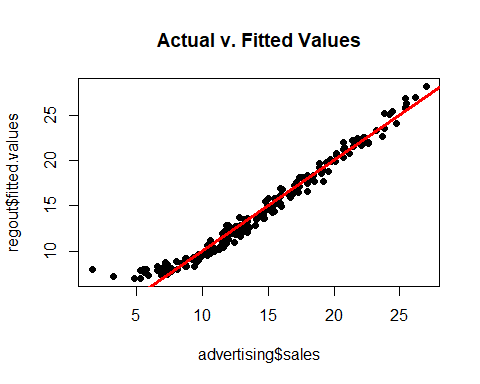 Actual v. Fitted Values
regout$fitted.values
25
20
15
10
5 10 15 20 25
advertising$sales